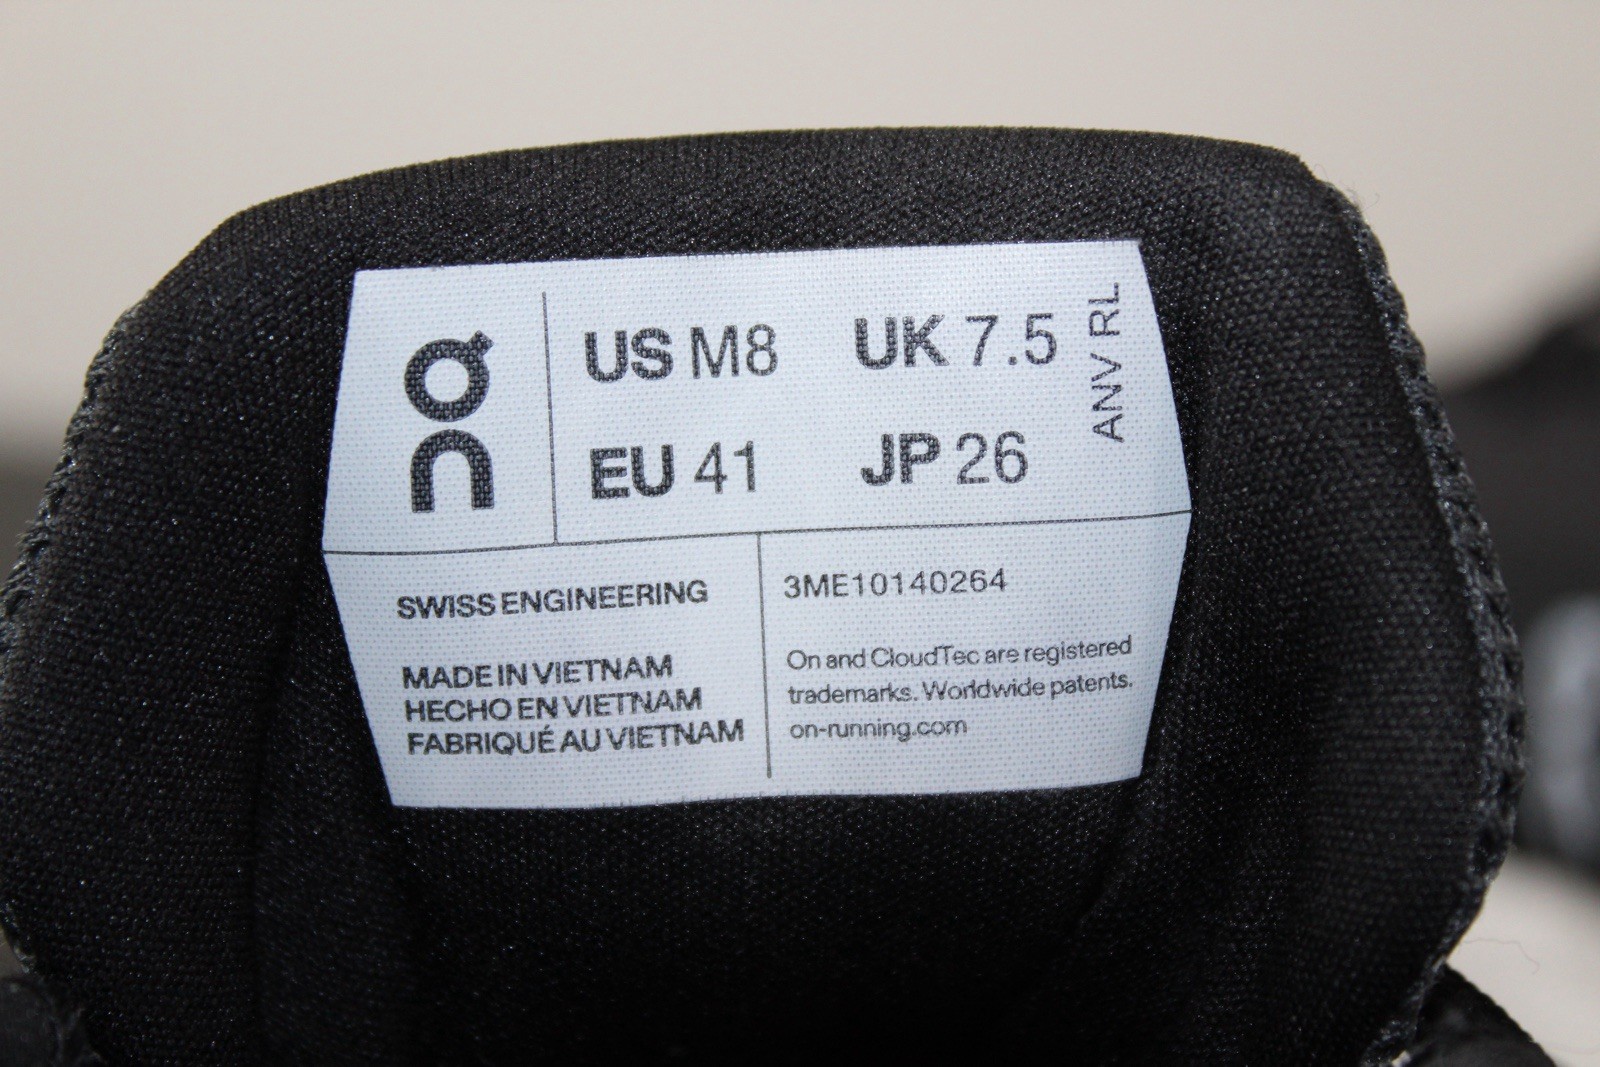 On
US M8 UK 7.5
EU 41 JP 26
ANV RL
SWISS ENGINEERING
MADE IN VIETNAM
HECHO EN VIETNAM
FABRIQUÉ AU VIETNAM
3ME10140264
On and CloudTec are registered
trademarks. Worldwide patents.
on-running.com